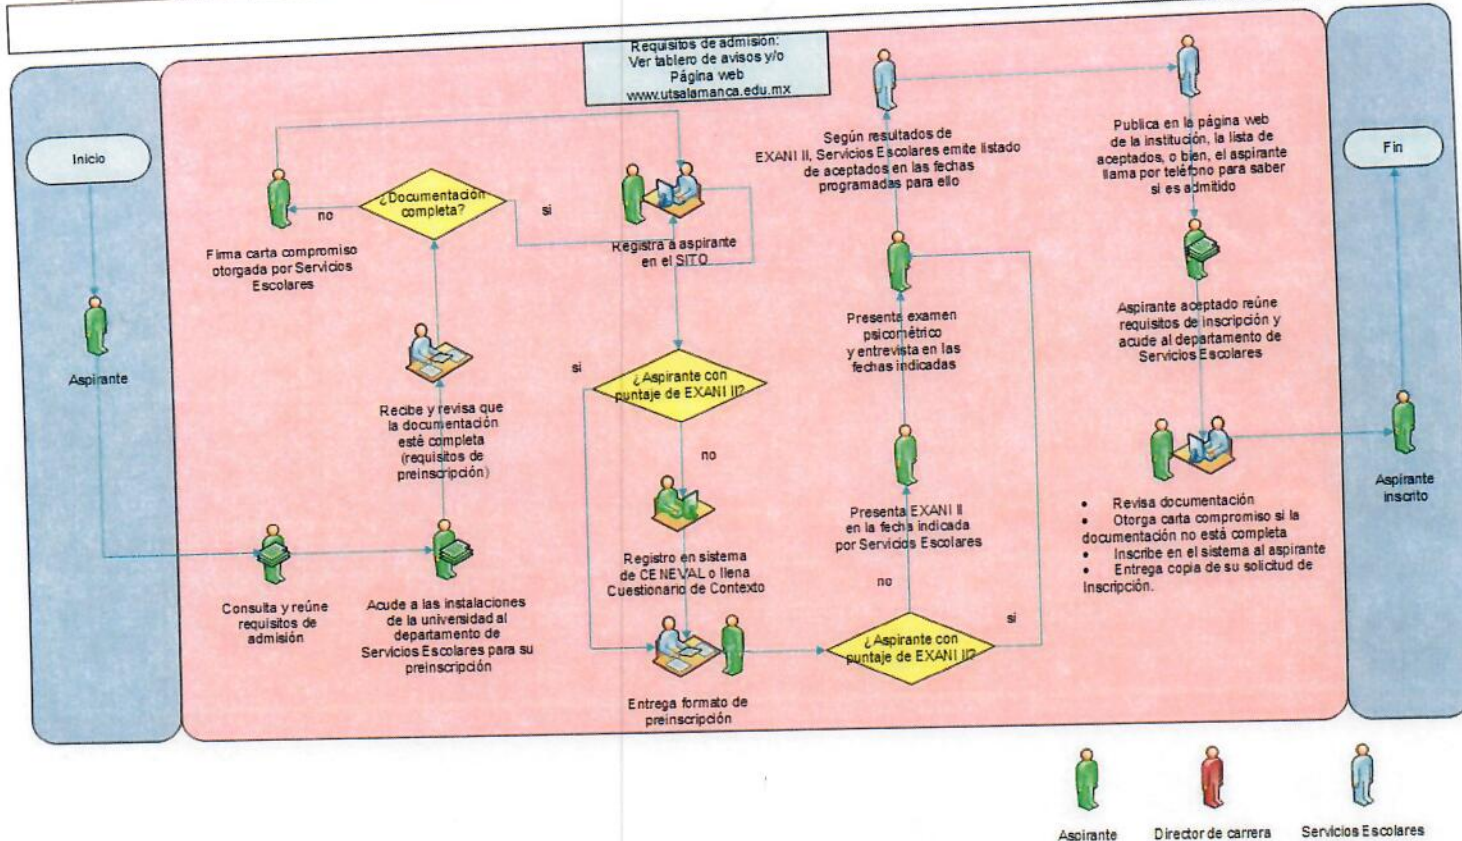 Requisitos de admisión:
Ver tablero de avisos y/o
Página web
www.utsalamanca.edu.mx
Inicio
Aspirante
Consulta y reúne
requisitos de
admisión
Acude a las instalaciones
de la universidad al
departamento de
Servicios Escolares para su
preinscripción
Recibe y revisa que
la documentación
esté completa
(requisitos de
preinscripción)
¿Documentación
completa?
no
si
Firma carta compromiso
otorgada por Servicios
Escolares
Registra a aspirante
en el SITO
¿Aspirante con
puntaje de EXANI II?
si
no
Registro en sistema
de CENEVAL o llena
Cuestionario de Contexto
Entrega formato de
preinscripción
¿Aspirante con
puntaje de EXANI II?
no
si
Presenta EXANI II
en la fecha indicada
por Servicios Escolares
Presenta examen
psicométrico
y entrevista en las
fechas indicadas
Según resultados de
EXANI II, Servicios Escolares emite listado
de aceptados en las fechas
programadas para ello
Publica en la página web
de la institución, la lista de
aceptados, o bien, el aspirante
llama por teléfono para saber
si es admitido
Aspirante aceptado reúne
requisitos de inscripción y
acude al departamento de
Servicios Escolares
• Revisa documentación
• Otorga carta compromiso si la
documentación no está completa
• Inscribe en el sistema al aspirante
• Entrega copia de su solicitud de
Inscripción.
Aspirante
inscrito
Fin
Aspirante
Director de carrera
Servicios Escolares